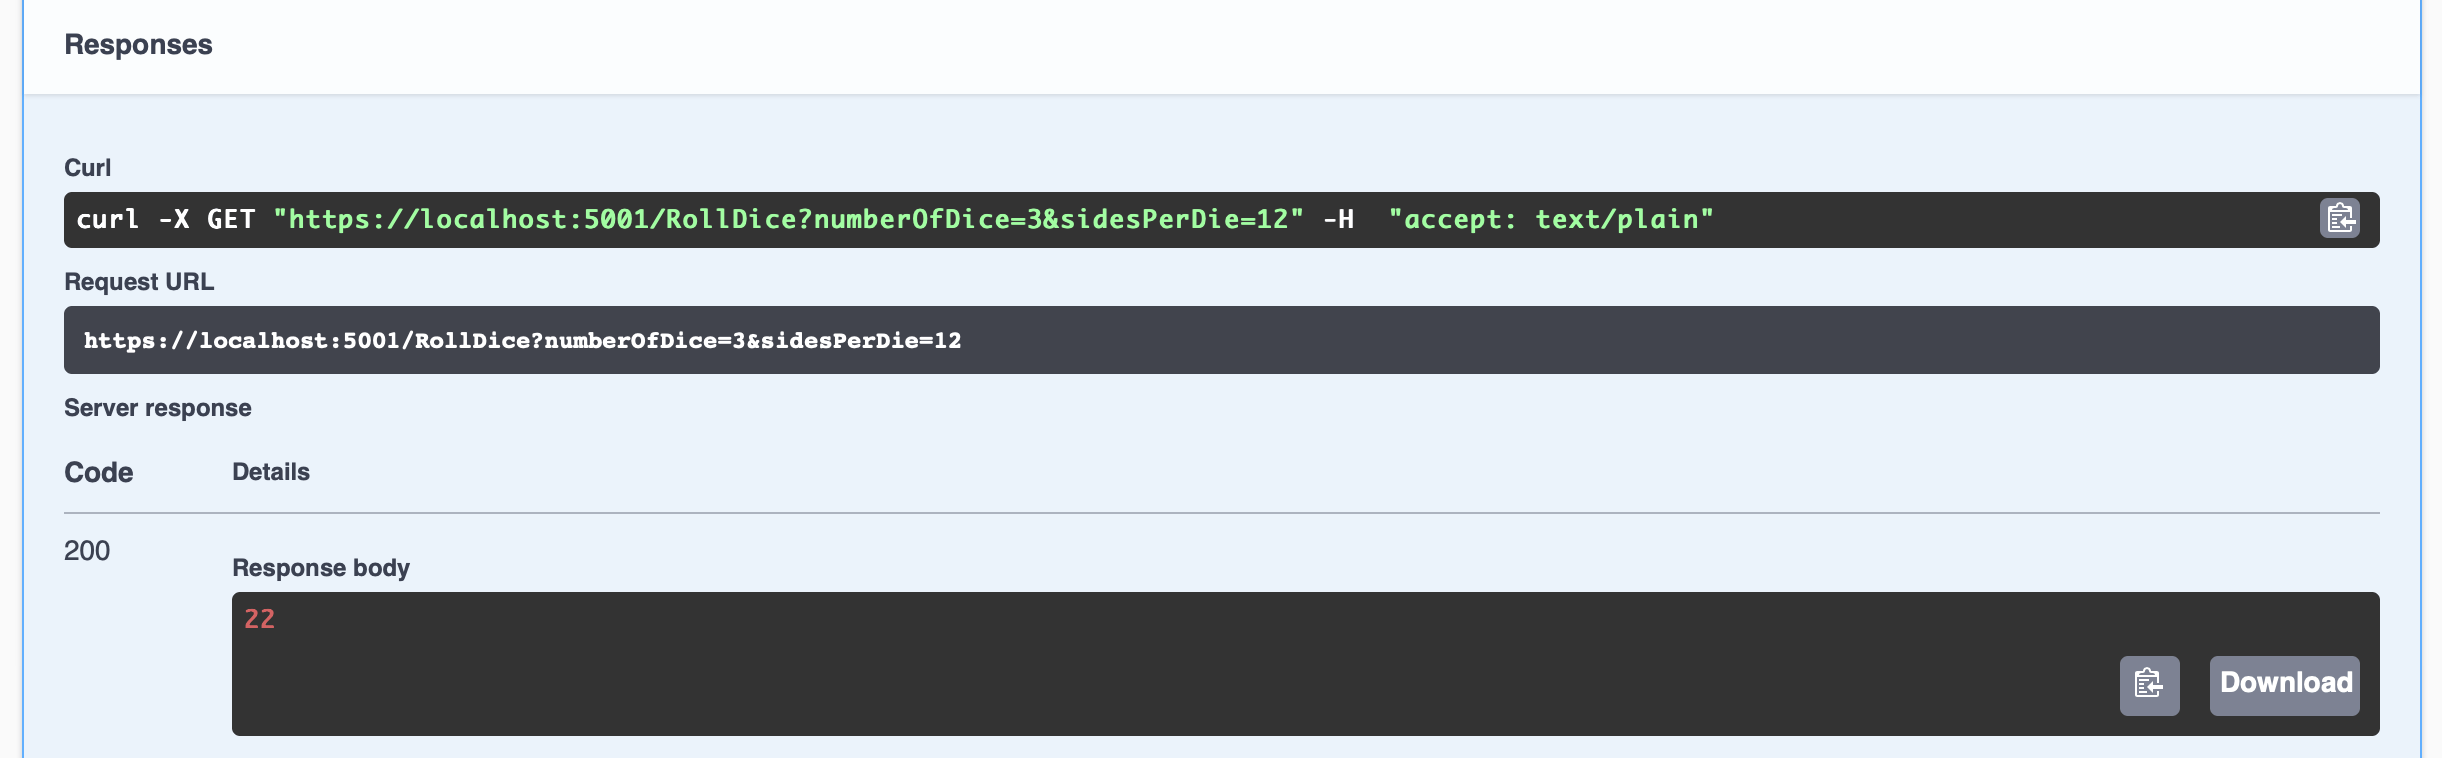 Responses
Curl
curl -X GET "https://localhost:5001/RollDice?numberOfDice=3&sidesPerDie=12" -H  "accept: text/plain"
Request URL
https://localhost:5001/RollDice?numberOfDice=3&sidesPerDie=12
Server response
Code Details
200
Response body
22
Download